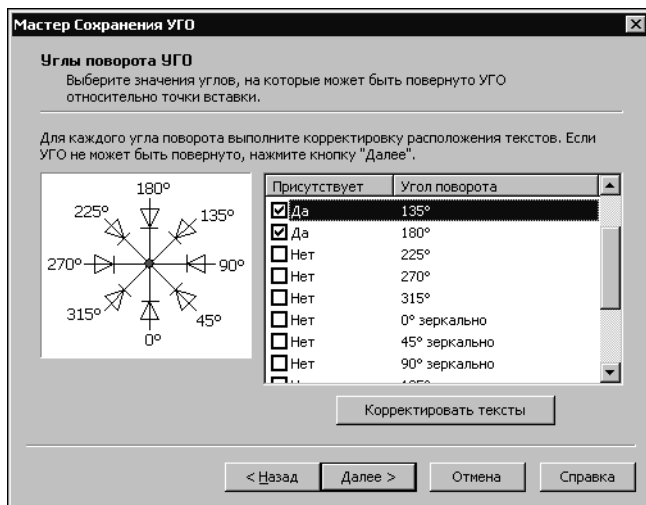 Мастер Сохранения УГО
Углы поворота УГО
Выберите значения углов, на которые может быть повернуто УГО
относительно точки вставки.
Для каждого угла поворота выполните корректировку расположения текстов. Если
УГО не может быть повернуто, нажмите кнопку "Далее".
180°
225°
135°
270°
90°
315°
45°
0°
Присутствует Угол поворота
Да 135°
Да 180°
Нет 225°
Нет 270°
Нет 315°
Нет 0° зеркально
Нет 45° зеркально
Нет 90° зеркально
Корректировать тексты
< Назад Далее > Отмена Справка